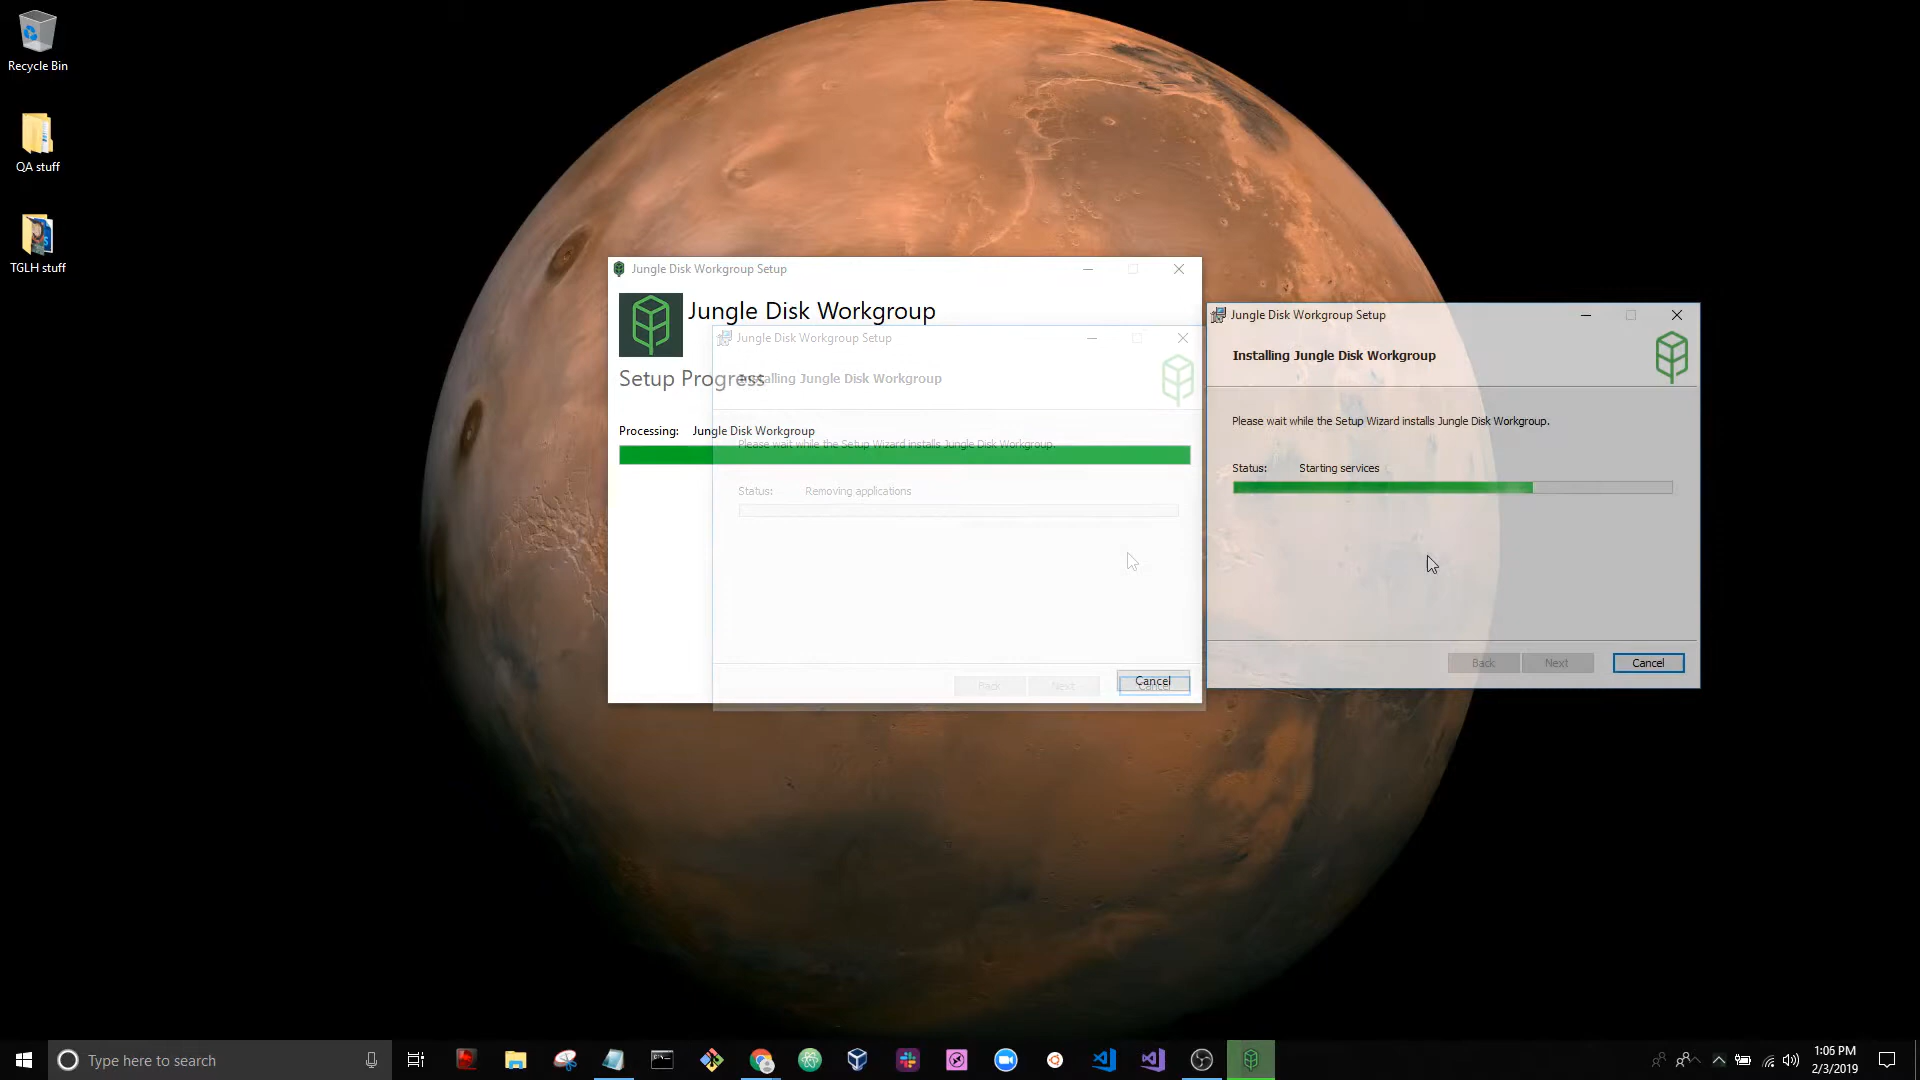 Recycle Bin
QA stuff
TGLH stuff
Jungle Disk Workgroup Setup
Jungle Disk Workgroup
Setup Progress
Processing: Jungle Disk Workgroup
Cancel
Jungle Disk Workgroup Setup
Installing Jungle Disk Workgroup
Please wait while the Setup Wizard installs Jungle Disk Workgroup.
Status: Removing applications
Back Next Cancel
Jungle Disk Workgroup Setup
Installing Jungle Disk Workgroup
Please wait while the Setup Wizard installs Jungle Disk Workgroup.
Status: Starting services
Back Next Cancel
Type here to search
1:05 PM
2/3/2019